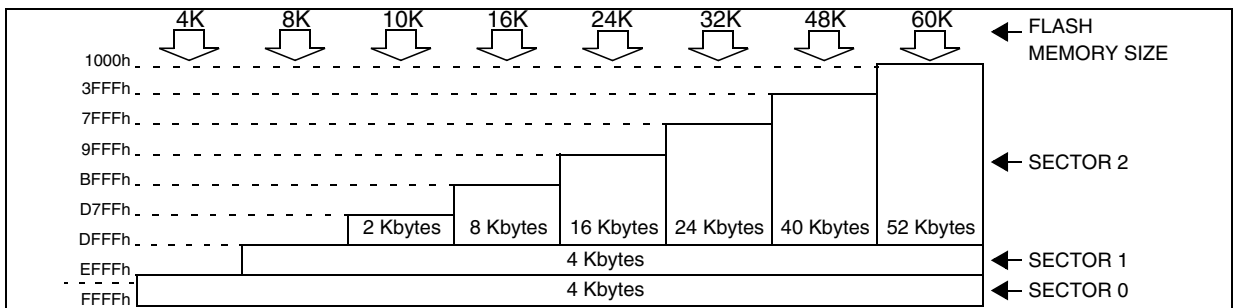 4K 8K 10K 16K 24K 32K 48K 60K FLASH
MEMORY SIZE
1000h
3FFFh
7FFFh
9FFFh
SECTOR 2
BFFFh
D7FFh
2 Kbytes 8 Kbytes 16 Kbytes 24 Kbytes 40 Kbytes 52 Kbytes
DFFFh
4 Kbytes SECTOR 1
EFFFh
4 Kbytes SECTOR 0
FFFFh